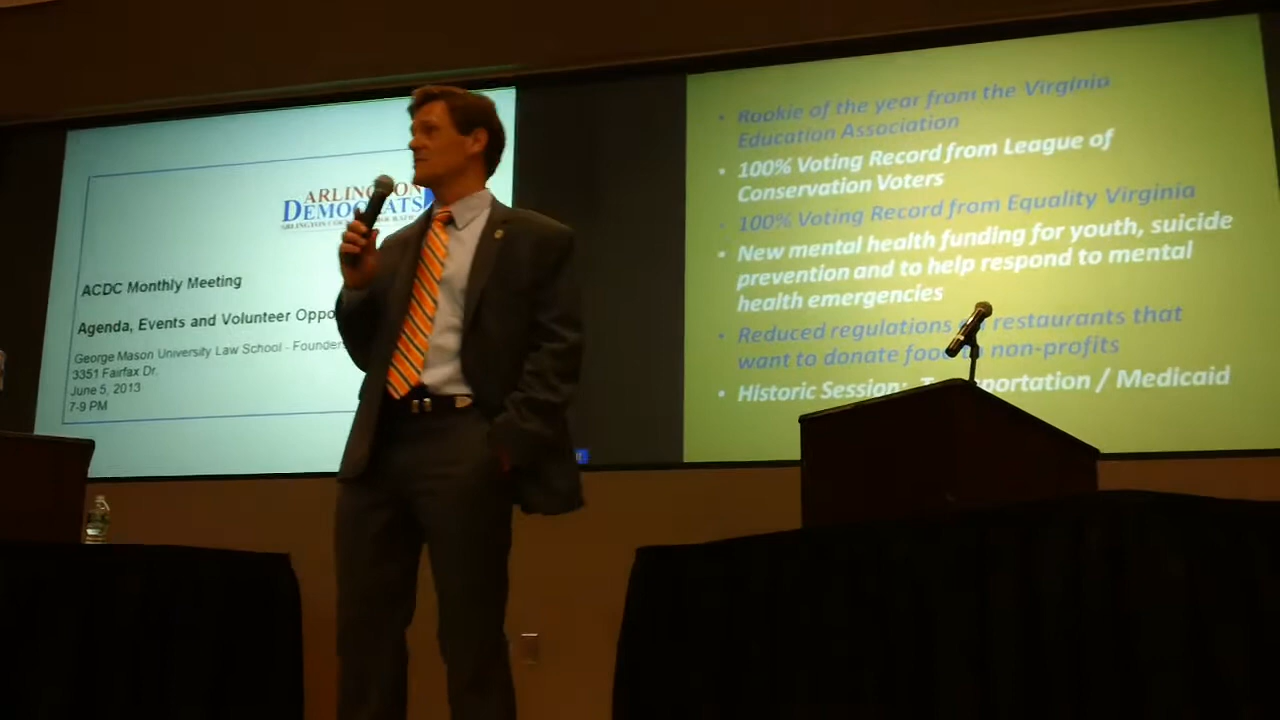 ARLINGTON
DEMOCRATS
ACDC Monthly Meeting
Agenda, Events and Volunteer
George Mason University Law School -
3351 Fairfax Dr.
June 5, 2013
7-9 PM
• Rookie of the year from the Virginia
Education Association
• 100% Voting Record from League of
Conservation Voters
• 100% Voting Record from Equality Virginia
• New mental health funding for youth, suicide
prevention and to help respond to mental
health emergencies
• Reduced regulations restaurants that
want to donate food non-profits
• Historic Session: / Medicaid